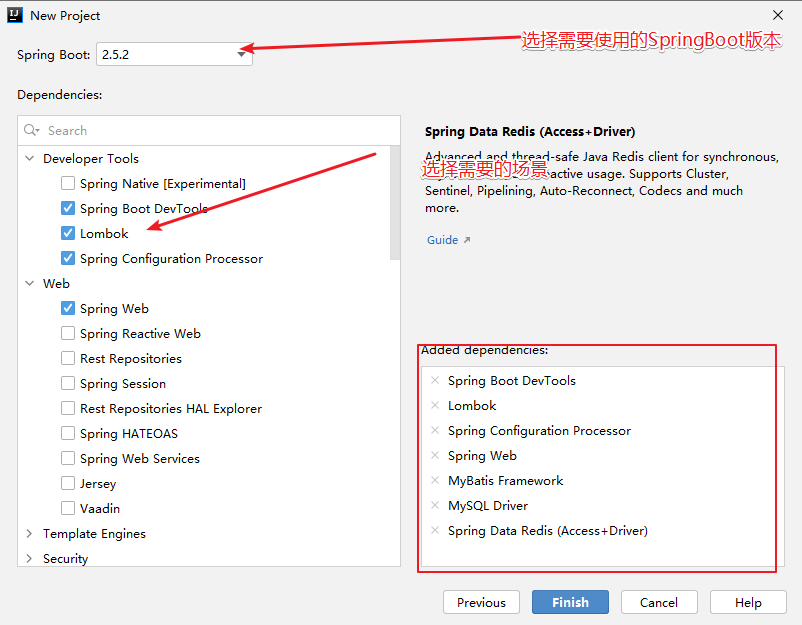 New Project
Spring Boot: 2.5.2
选择需要使用的SpringBoot版本
Dependencies:
Search
Developer Tools
Spring Native [Experimental]
Spring Boot DevTools
Lombok
Spring Configuration Processor
Web
Spring Web
Spring Reactive Web
Rest Repositories
Spring Session
Rest Repositories HAL Explorer
Spring HATEOAS
Spring Web Services
Jersey
Vaadin
Template Engines
Security
Spring Data Redis (Access+Driver)
Advanced and thread-safe Java Redis client for synchronous,
选择需要的场景
usage. Supports Cluster,
Sentinel, Pipelining, Auto-Reconnect, Codecs and much
more.
Guide
Added dependencies:
Spring Boot DevTools
Lombok
Spring Configuration Processor
Spring Web
MyBatis Framework
MySQL Driver
Spring Data Redis (Access+Driver)
Previous
Finish
Cancel
Help